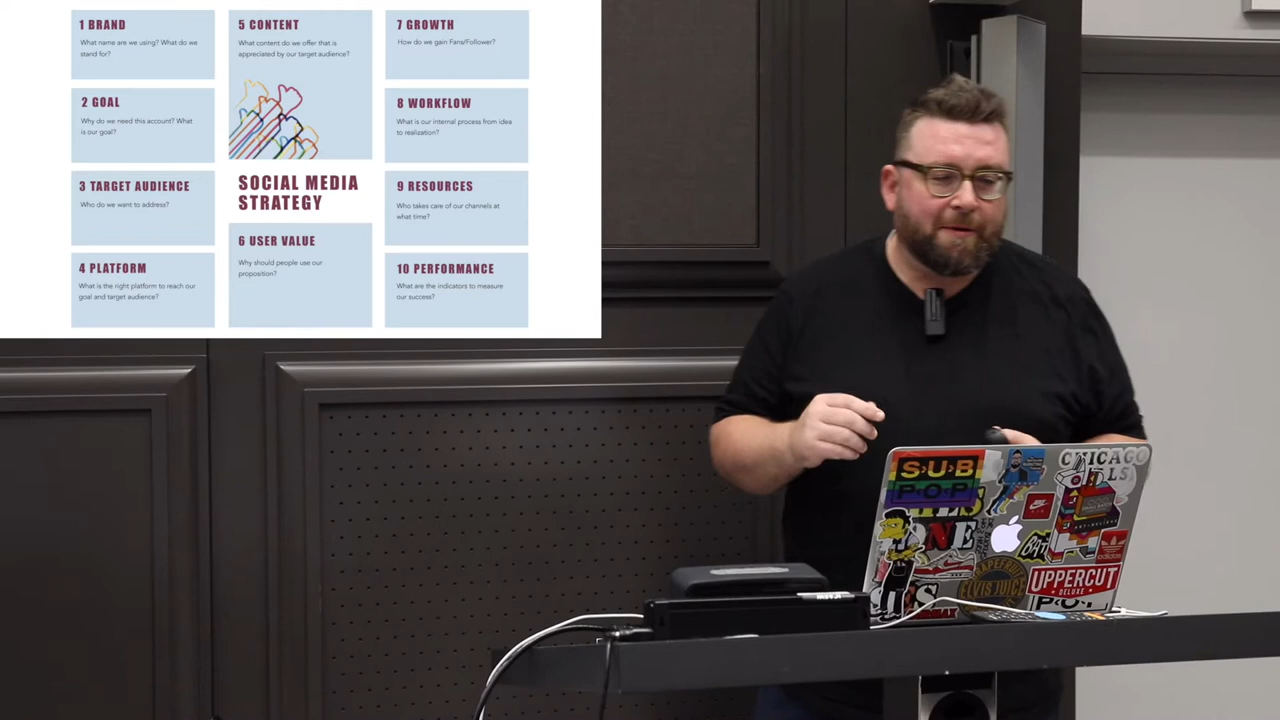 1 BRAND
What name are we using? What do we
stand for?
2 GOAL
Why do we need this account? What
is our goal?
3 TARGET AUDIENCE
Who do we want to address?
4 PLATFORM
What is the right platform to reach our
goal and target audience?
5 CONTENT
What content do we offer that is
appreciated by our target audience?
SOCIAL MEDIA
STRATEGY
6 USER VALUE
Why should people use our
proposition?
7 GROWTH
How do we gain Fans/Follower?
8 WORKFLOW
What is our internal process from idea
to realization?
9 RESOURCES
Who takes care of our channels at
what time?
10 PERFORMANCE
What are the indicators to measure
our success?
SUB
POP
CHICAGO
NIKE
adidas
GRAPEFRUIT
ELVIS JUICE
UPPERCUT
DELUXE